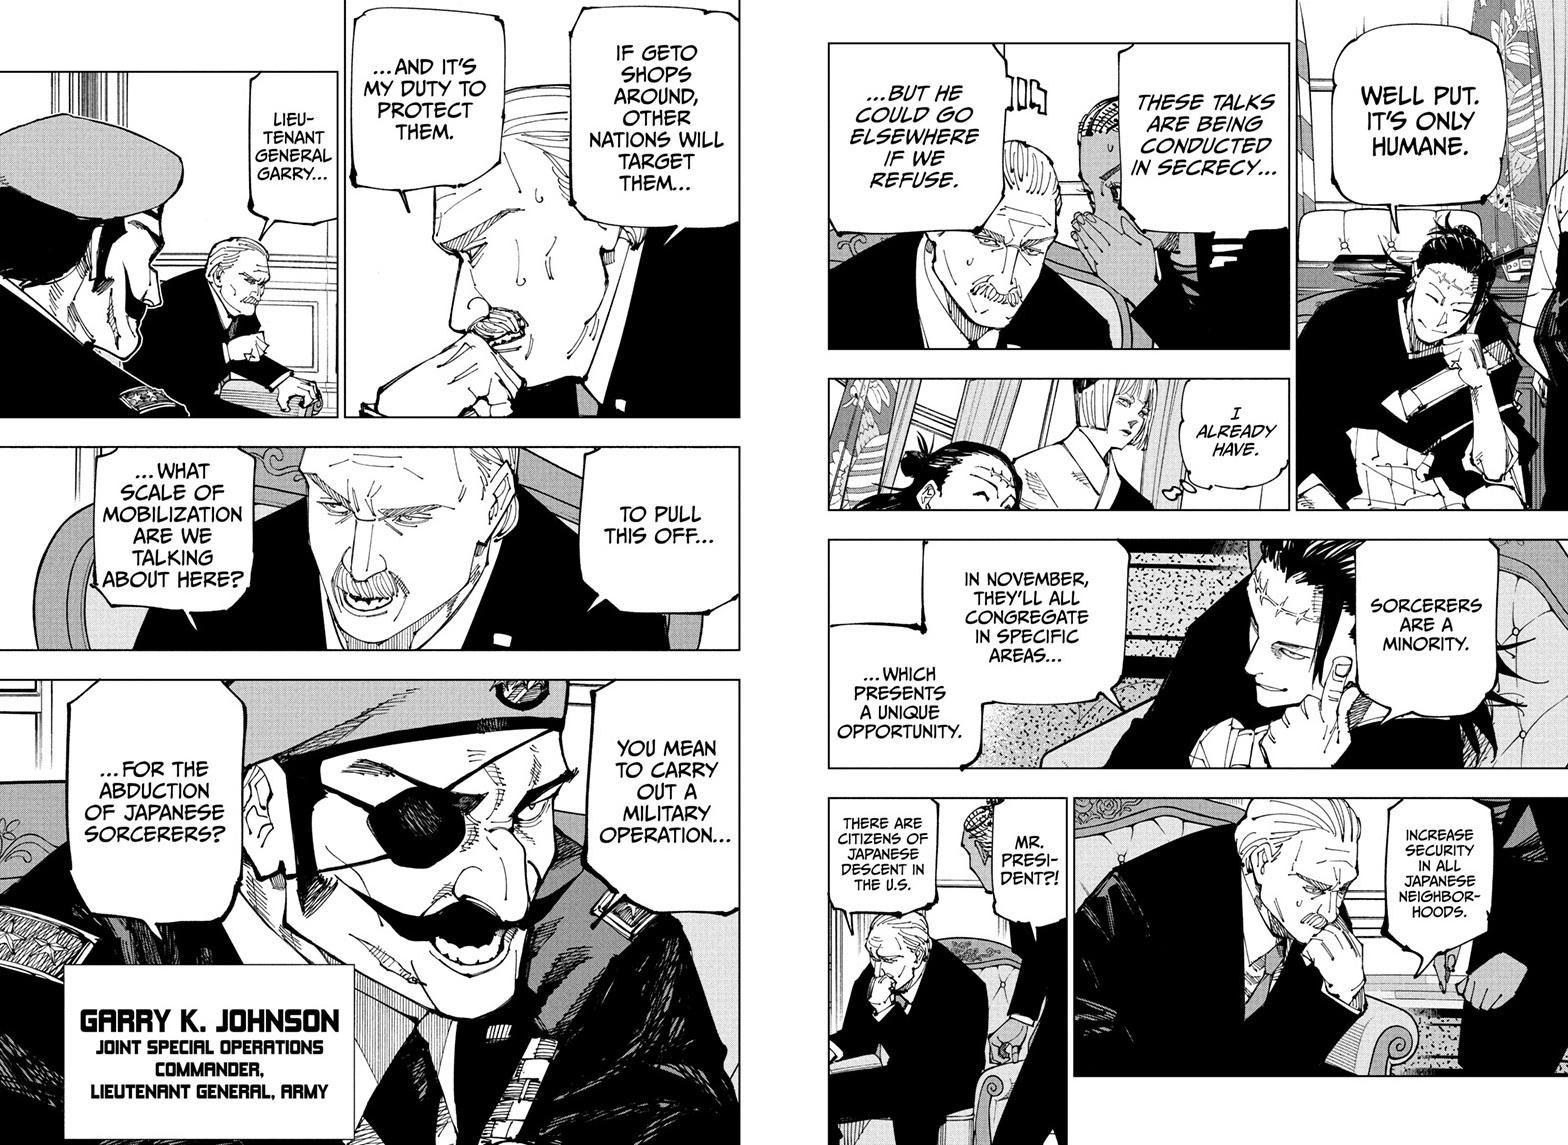 WELL PUT.
IT'S ONLY
HUMANE.
THESE TALKS
ARE BEING
CONDUCTED
IN SECRECY...
...BUT HE
COULD GO
ELSEWHERE
IF WE
REFUSE.
I
ALREADY
HAVE.
SORCERERS
ARE A
MINORITY.
IN NOVEMBER,
THEY'LL ALL
CONGREGATE
IN SPECIFIC
AREAS...
...WHICH
PRESENTS
A UNIQUE
OPPORTUNITY.
INCREASE
SECURITY
IN ALL
JAPANESE
NEIGHBOR-
HOODS.
MR.
PRESI-
DENT?!
THERE ARE
CITIZENS OF
JAPANESE
DESCENT IN
THE U.S.
IF GETO
SHOPS
AROUND,
OTHER
NATIONS WILL
TARGET
THEM...
...AND IT'S
MY DUTY TO
PROTECT
THEM.
LIEU-
TENANT
GENERAL
GARRY...
TO PULL
THIS OFF...
...WHAT
SCALE OF
MOBILIZATION
ARE WE
TALKING
ABOUT HERE?
YOU MEAN
TO CARRY
OUT A
MILITARY
OPERATION...
...FOR THE
ABDUCTION
OF JAPANESE
SORCERERS?
GARRY K. JOHNSON
JOINT SPECIAL OPERATIONS
COMMANDER,
LIEUTENANT GENERAL, ARMY